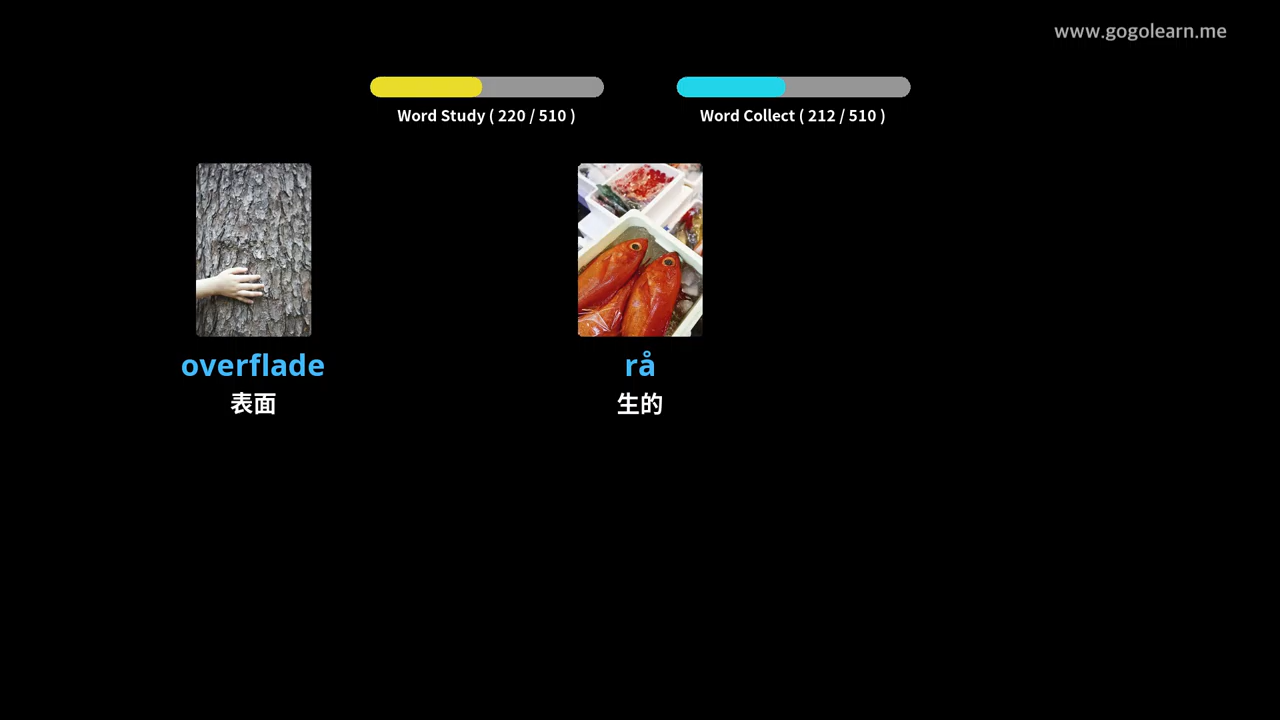 www.gogolearn.me
Word Study ( 220 / 510 )
Word Collect ( 212 / 510 )
overflade
rå
表面
生的